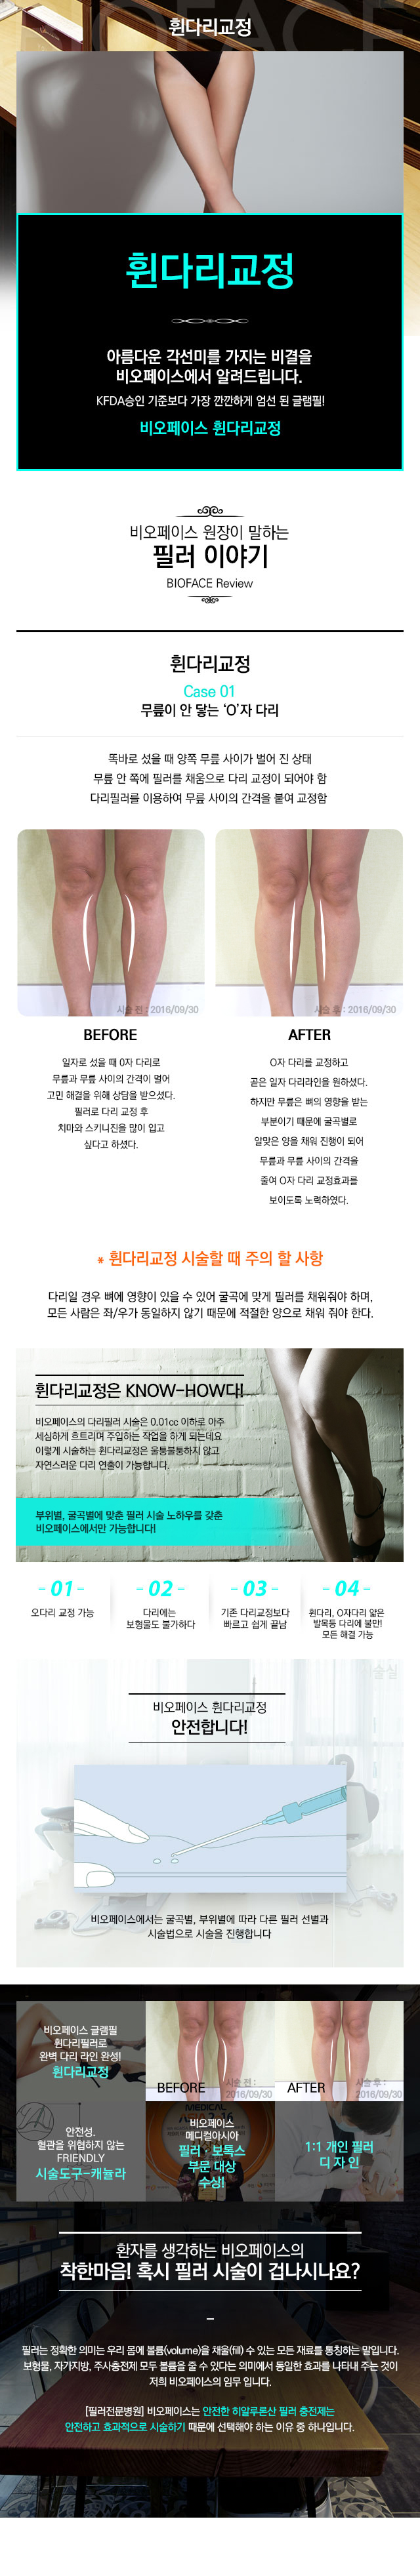 휜다리교정
휜다리교정
아름다운 각선미를 가지는 비결을
비오페이스에서 알려드립니다.
KFDA승인 기준보다 가장 깐깐하게 엄선 된 글램필!
비오페이스 휜다리교정
비오페이스 원장이 말하는
필러 이야기
BIOFACE Review
휜다리교정
Case 01
무릎이 안 닿는 ‘O’자 다리
똑바로 섰을 때 양쪽 무릎 사이가 벌어 진 상태
무릎 안 쪽에 필러를 채움으로 다리 교정이 되어야 함
다리필러를 이용하여 무릎 사이의 간격을 붙여 교정함
시술 전 : 2016/09/30
시술 후 : 2016/09/30
BEFORE
일자로 섰을 때 0자 다리로
무릎과 무릎 사이의 간격이 멀어
고민 해결을 위해 상담을 받으셨다.
필러로 다리 교정 후
치마와 스키니진을 많이 입고
싶다고 하셨다.
AFTER
O자 다리를 교정하고
곧은 일자 다리라인을 원하셨다.
하지만 무릎은 뼈의 영향을 받는
부분이기 때문에 굴곡별로
알맞은 양을 채워 진행이 되어
무릎과 무릎 사이의 간격을
줄여 O자 다리 교정효과를
보이도록 노력하였다.
* 휜다리교정 시술할 때 주의 할 사항
다리일 경우 뼈에 영향이 있을 수 있어 굴곡에 맞게 필러를 채워줘야 하며,
모든 사람은 좌/우가 동일하지 않기 때문에 적절한 양으로 채워 줘야 한다.
휜다리교정은 KNOW-HOW다!
비오페이스의 다리필러 시술은 0.01cc 이하로 아주
세심하게 흐트리며 주입하는 작업을 하게 되는데요
이렇게 시술하는 휜다리교정은 울퉁불퉁하지 않고
자연스러운 다리 연출이 가능합니다.
부위별, 굴곡별에 맞춘 필러 시술 노하우를 갖춘
비오페이스에서만 가능합니다!
- 01 -
오다리 교정 가능
- 02 -
다리에는
보형물도 불가하다
- 03 -
기존 다리교정보다
빠르고 쉽게 끝남
- 04 -
휜다리, O자다리 얇은
발목등 다리에 불만!
모든 해결 가능
술실
비오페이스 휜다리교정
안전합니다!
비오페이스에서는 굴곡별, 부위별에 따라 다른 필러 선별과
시술법으로 시술을 진행합니다
비오페이스 글램필
휜다리필러로
완벽 다리 라인 완성!
휜다리교정
BEFORE
시술 전 :
2016/09/30
AFTER
시술 후 :
2016/09/30
안전성.
혈관을 위협하지 않는
FRIENDLY
시술도구-캐뉼라
MEDICAL
비오페이스
메디컬아시아
필러 · 보톡스
부문 대상
수상!
1:1 개인 필러
디 자 인
환자를 생각하는 비오페이스의
착한마음! 혹시 필러 시술이 겁나시나요?
필러는 정확한 의미는 우리 몸에 볼륨(volume)을 채울(fill) 수 있는 모든 재료를 통칭하는 말입니다.
보형물, 자가지방, 주사충전제 모두 볼륨을 줄 수 있다는 의미에서 동일한 효과를 나타내 주는 것이
저희 비오페이스의 임무 입니다.
[필러전문병원] 비오페이스는 안전한 히알루론산 필러 충전제는
안전하고 효과적으로 시술하기 때문에 선택해야 하는 이유 중 하나입니다.